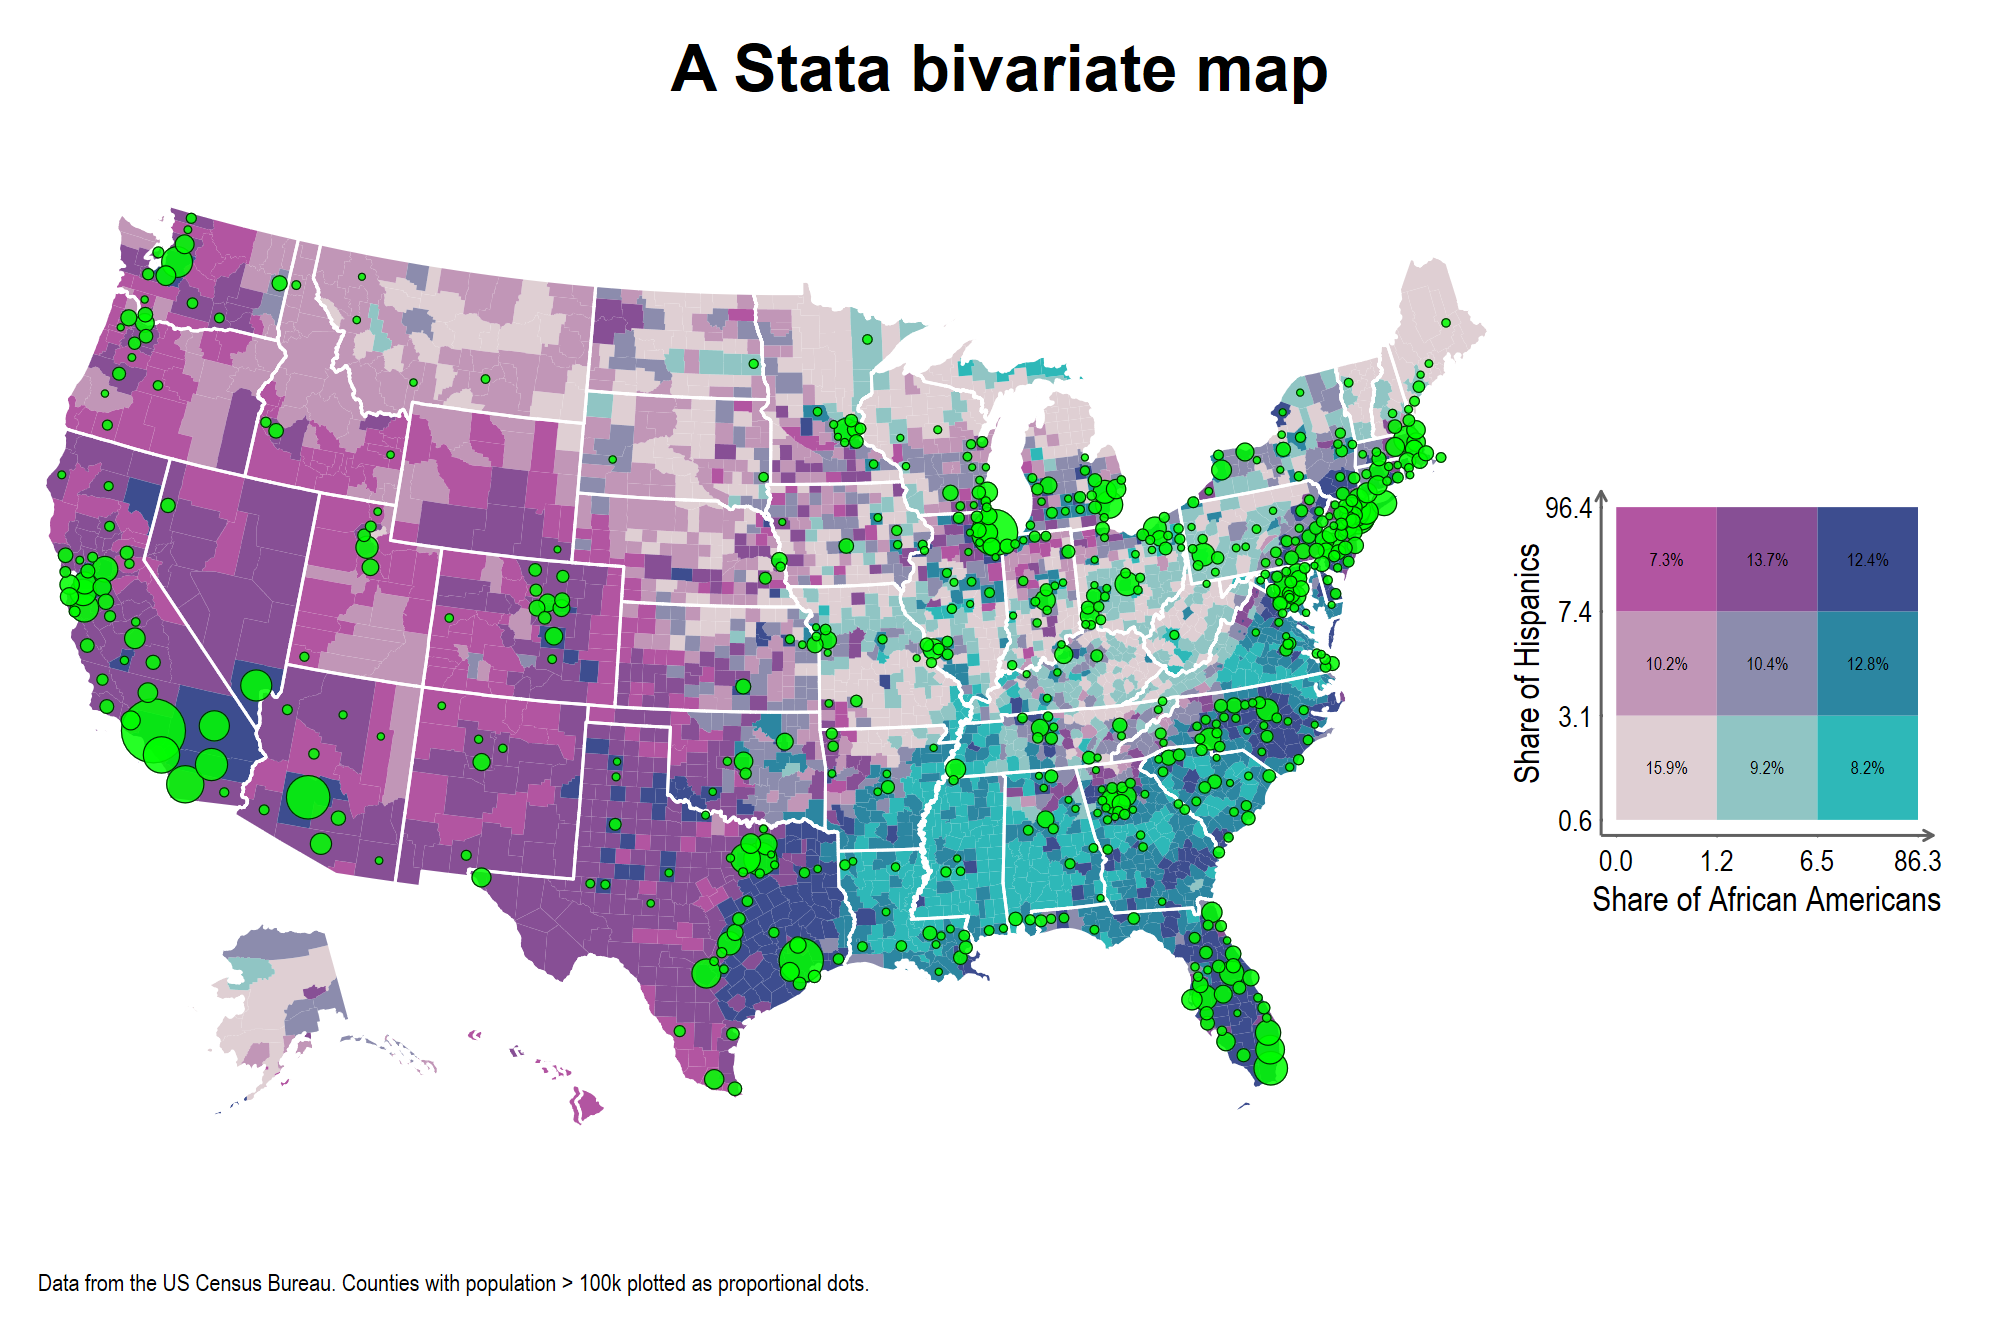 A Stata bivariate map
96.4
7.3% 13.7% 12.4%
7.4
10.2% 10.4% 12.8%
3.1
15.9% 9.2% 8.2%
0.6
Share of Hispanics
0.0 1.2 6.5 86.3
Share of African Americans
Data from the US Census Bureau. Counties with population > 100k plotted as proportional dots.